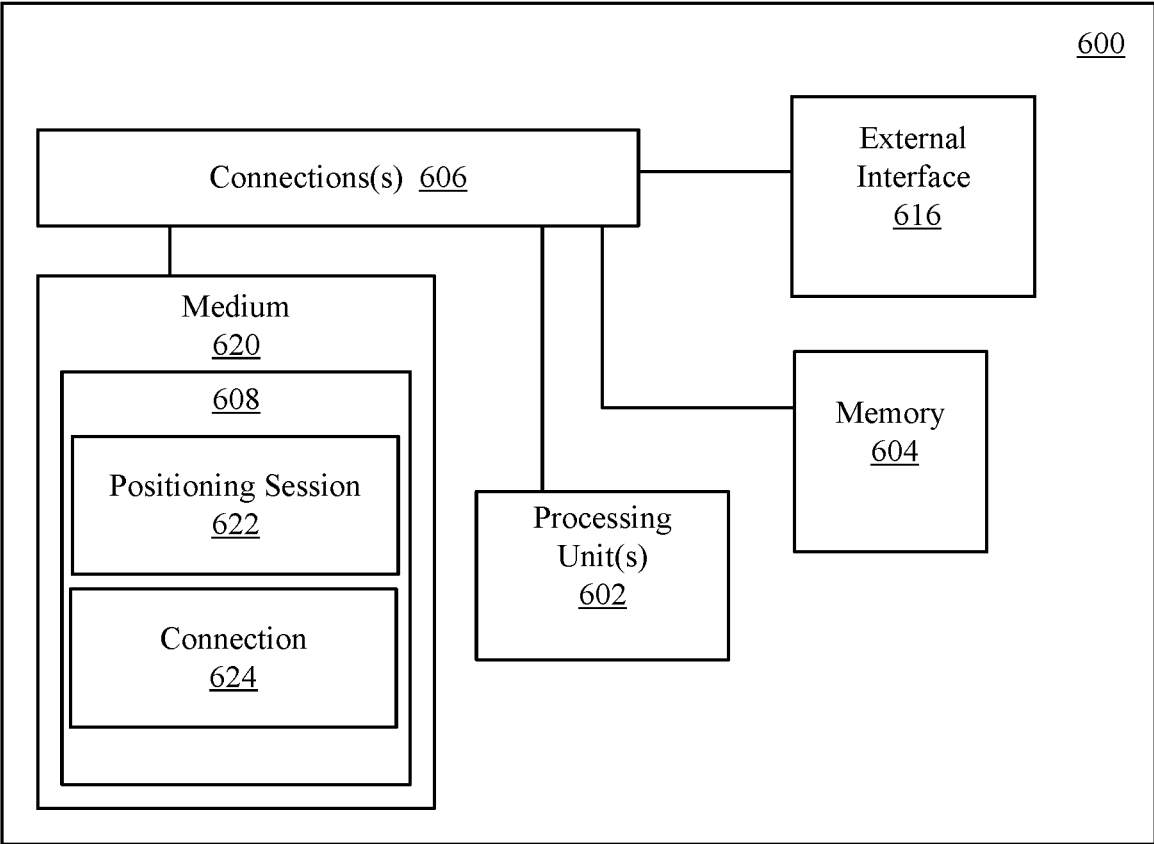 600
Connections(s) 606
External
Interface
616
Medium
620
608
Positioning Session
622
Connection
624
Processing
Unit(s)
602
Memory
604